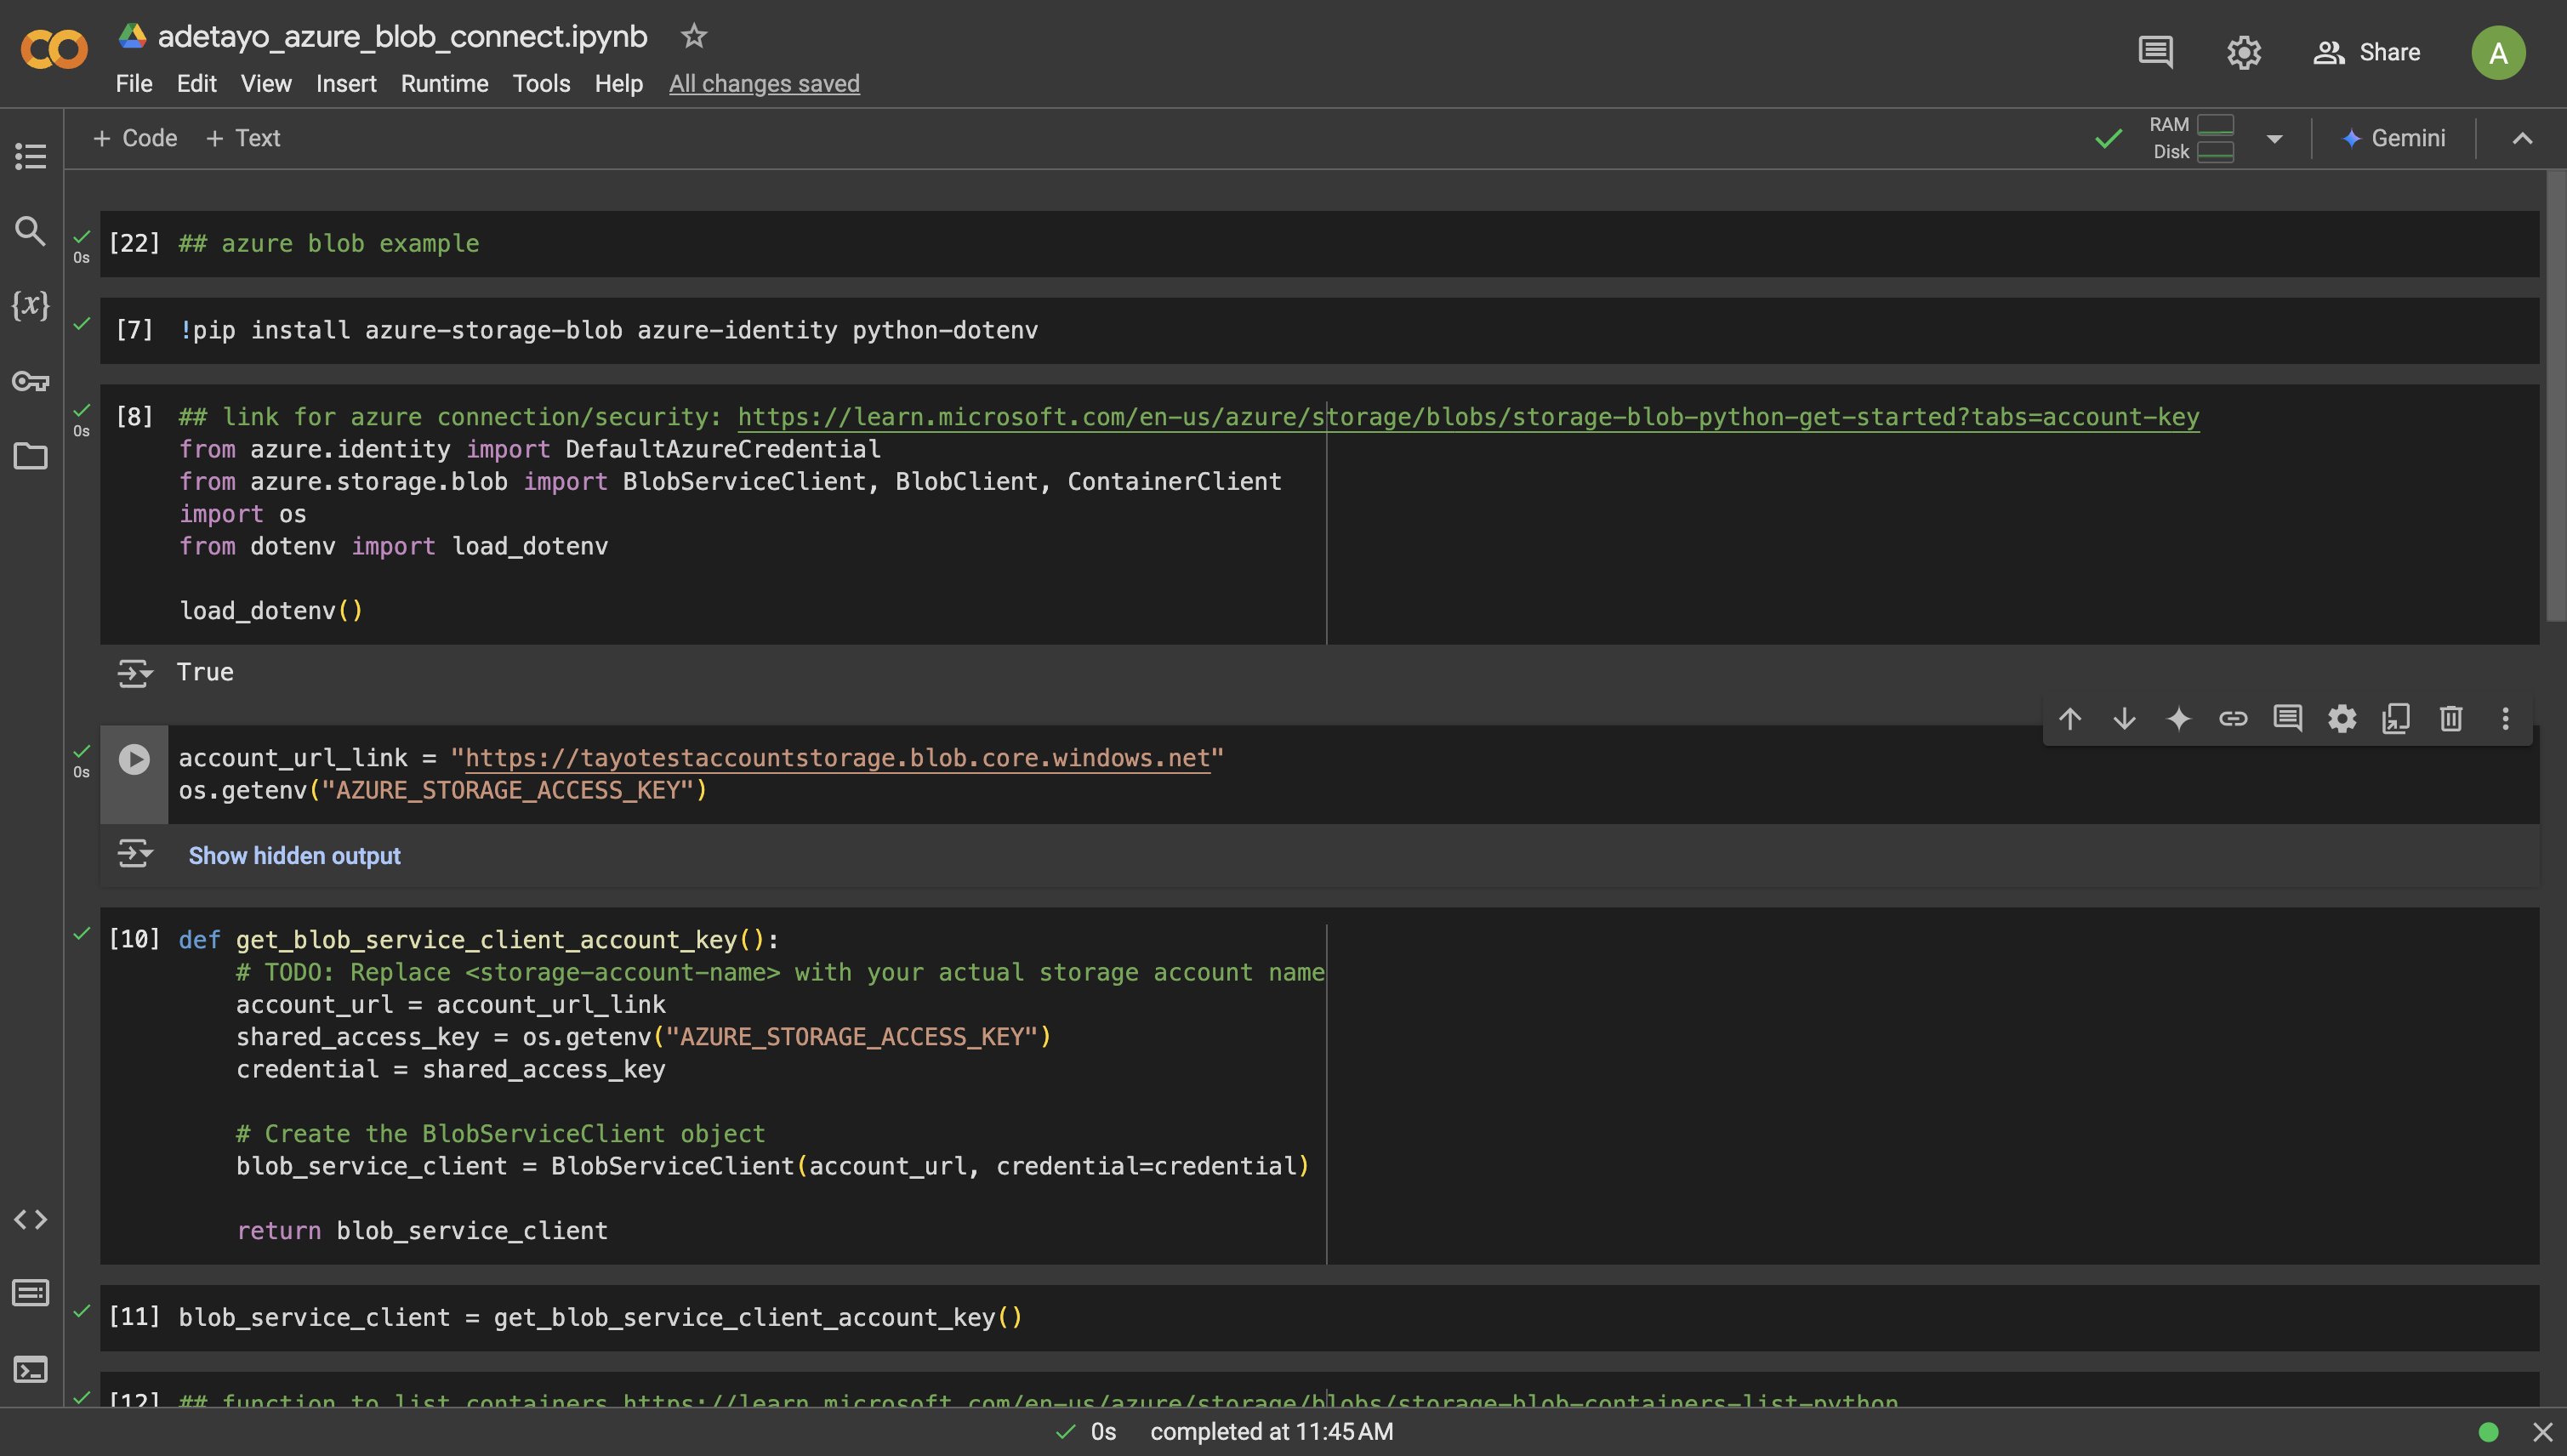 adetayo_azure_blob_connect.ipynb
File Edit View Insert Runtime Tools Help All changes saved
Share
A
+ Code + Text
RAM
Disk
Gemini
[22] ## azure blob example
0s
[7] !pip install azure-storage-blob azure-identity python-dotenv
[8] ## link for azure connection/security: https://learn.microsoft.com/en-us/azure/storage/blobs/storage-blob-python-get-started?tabs=account-key
0s
from azure.identity import DefaultAzureCredential
from azure.storage.blob import BlobServiceClient, BlobClient, ContainerClient
import os
from dotenv import load_dotenv
load_dotenv()
True
account_url_link = "https://tayotestaccountstorage.blob.core.windows.net"
0s
os.getenv("AZURE_STORAGE_ACCESS_KEY")
Show hidden output
[10] def get_blob_service_client_account_key():
# TODO: Replace <storage-account-name> with your actual storage account name
account_url = account_url_link
shared_access_key = os.getenv("AZURE_STORAGE_ACCESS_KEY")
credential = shared_access_key
# Create the BlobServiceClient object
blob_service_client = BlobServiceClient(account_url, credential=credential)
return blob_service_client
[11] blob_service_client = get_blob_service_client_account_key()
[12] ## function to list containers https://learn.microsoft.com/en-us/azure/storage/blobs/storage-blob-containers-list-python
0s completed at 11:45 AM